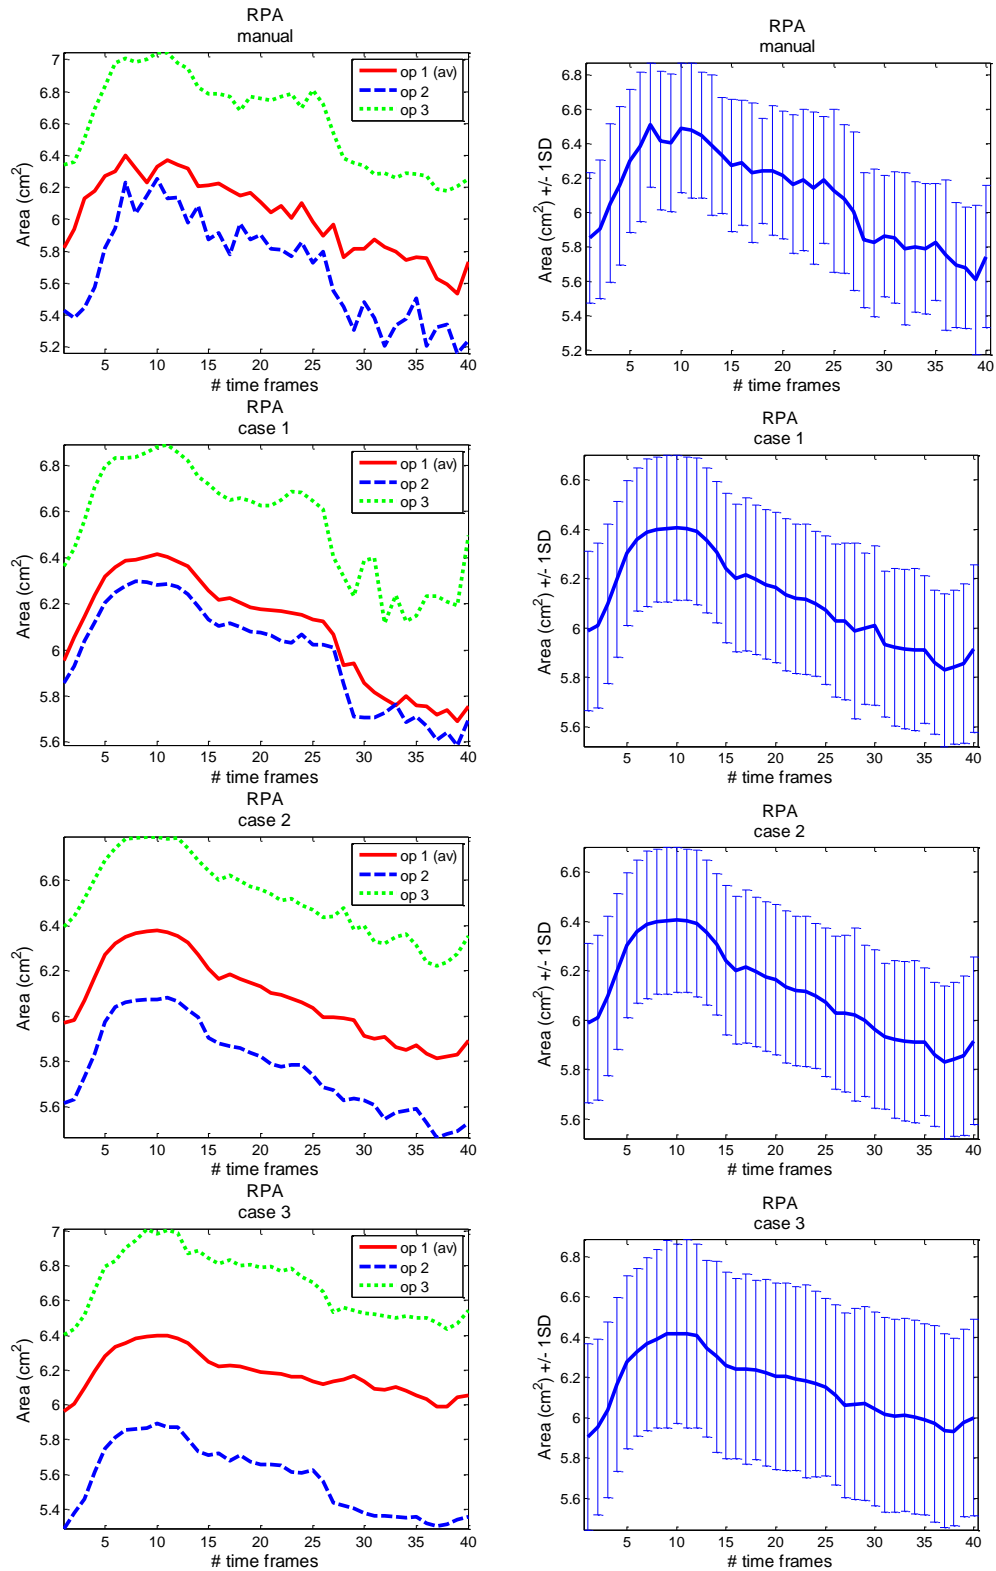 RPA
manual
7
6.8
6.6
6.4
6.2
6
5.8
5.6
5.4
5.2
Area (cm²)
op 1 (av)
op 2
op 3
5 10 15 20 25 30 35 40
# time frames
RPA
manual
6.8
6.6
6.4
6.2
6
5.8
5.6
5.4
5.2
Area (cm²) +/- 1SD
5 10 15 20 25 30 35 40
# time frames
RPA
case 1
6.8
6.6
6.4
6.2
6
5.8
5.6
Area (cm²)
op 1 (av)
op 2
op 3
5 10 15 20 25 30 35 40
# time frames
RPA
case 1
6.6
6.4
6.2
6
5.8
5.6
Area (cm²) +/- 1SD
5 10 15 20 25 30 35 40
# time frames
RPA
case 2
6.6
6.4
6.2
6
5.8
5.6
Area (cm²)
op 1 (av)
op 2
op 3
5 10 15 20 25 30 35 40
# time frames
RPA
case 2
6.6
6.4
6.2
6
5.8
5.6
Area (cm²) +/- 1SD
5 10 15 20 25 30 35 40
# time frames
RPA
case 3
7
6.8
6.6
6.4
6.2
6
5.8
5.6
5.4
Area (cm²)
op 1 (av)
op 2
op 3
5 10 15 20 25 30 35 40
# time frames
RPA
case 3
6.8
6.6
6.4
6.2
6
5.8
5.6
Area (cm²) +/- 1SD
5 10 15 20 25 30 35 40
# time frames